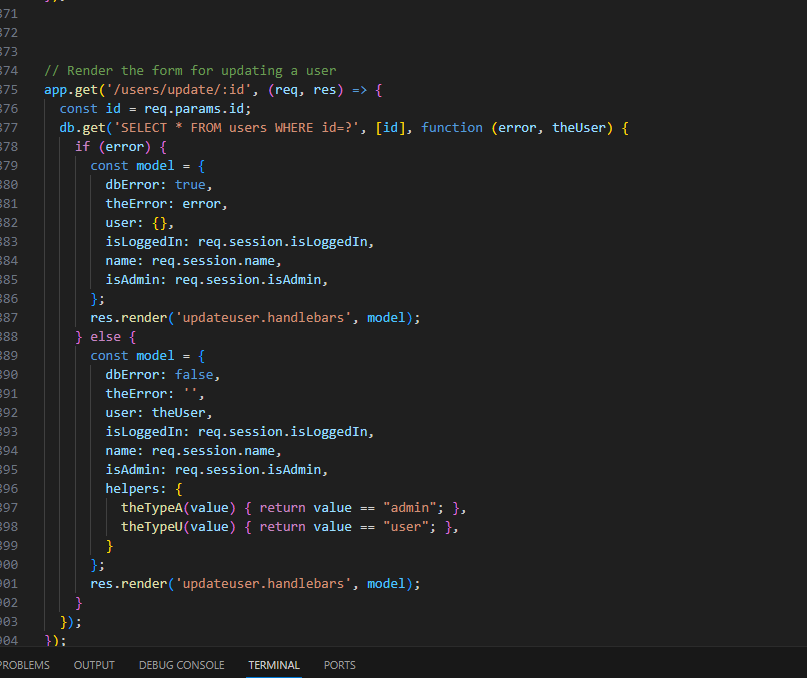 });
371
372
373
374 // Render the form for updating a user
375 app.get('/users/update/:id', (req, res) => {
376 const id = req.params.id;
377 db.get('SELECT * FROM users WHERE id=?', [id], function (error, theUser) {
378 if (error) {
379 const model = {
380 dbError: true,
381 theError: error,
382 user: {},
383 isLoggedIn: req.session.isLoggedIn,
384 name: req.session.name,
385 isAdmin: req.session.isAdmin,
386 };
387 res.render('updateuser.handlebars', model);
388 } else {
389 const model = {
390 dbError: false,
391 theError: '',
392 user: theUser,
393 isLoggedIn: req.session.isLoggedIn,
394 name: req.session.name,
395 isAdmin: req.session.isAdmin,
396 helpers: {
397 theTypeA(value) { return value == "admin"; },
398 theTypeU(value) { return value == "user"; },
399 }
900 };
901 res.render('updateuser.handlebars', model);
902 }
903 });
904 });
PROBLEMS OUTPUT DEBUG CONSOLE TERMINAL PORTS